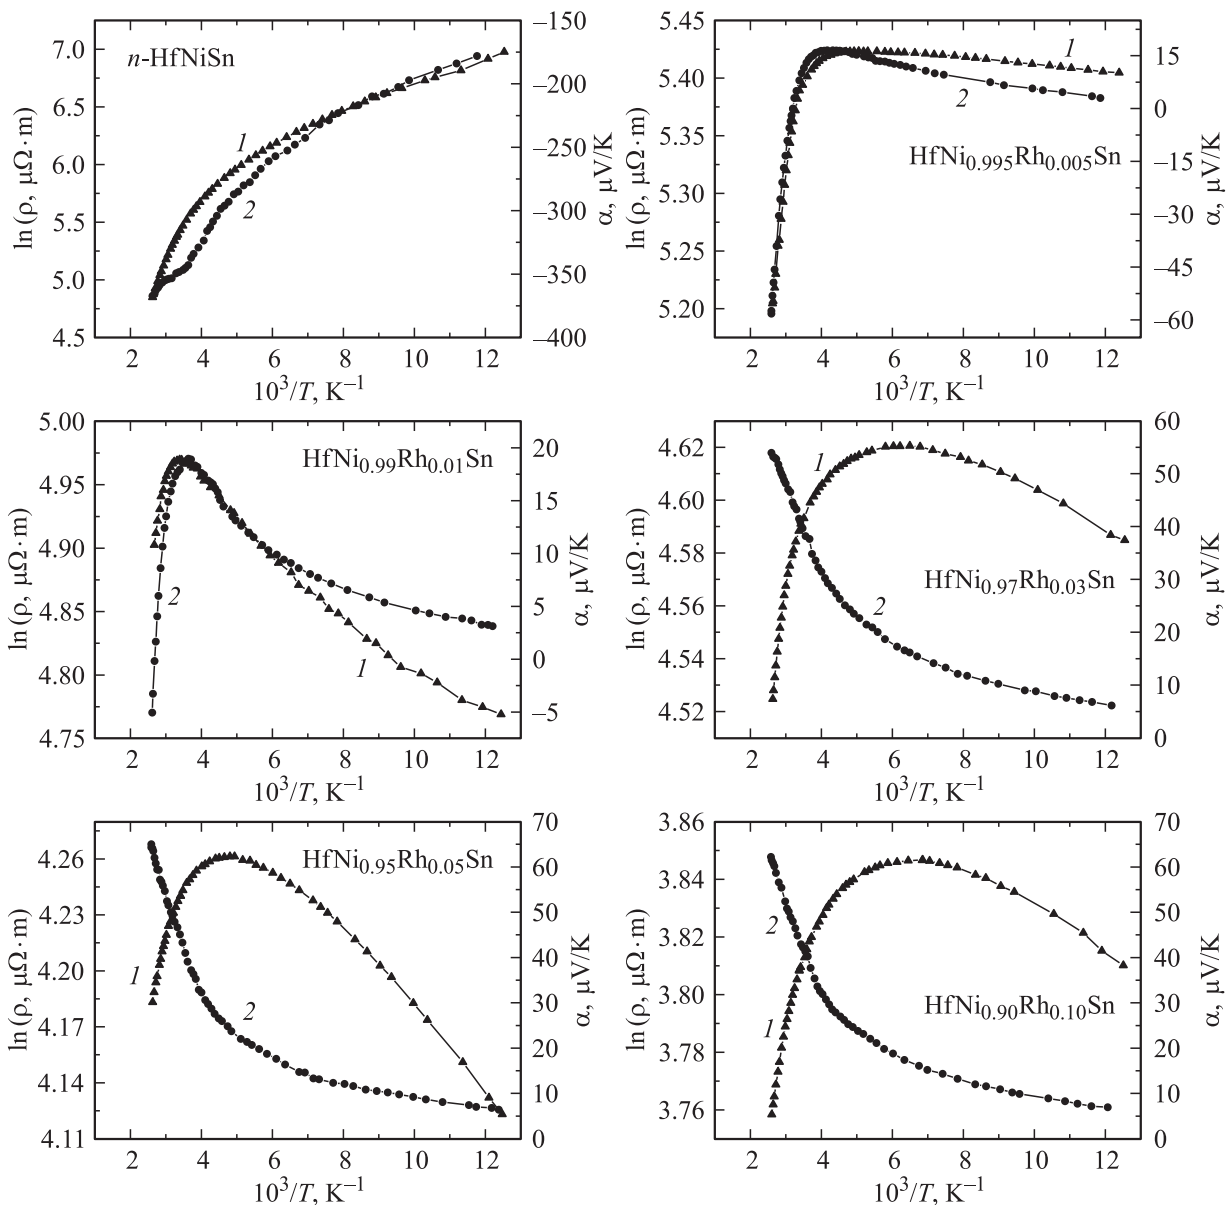 n-HfNiSn
1
2
ln (ρ, μΩ·m)
7.0
6.5
6.0
5.5
5.0
4.5
α, μV/K
−150
−200
−250
−300
−350
−400
2 4 6 8 10 12
10³/T, K⁻¹
HfNi₀.₉₉₅Rh₀.₀₀₅Sn
1
2
ln (ρ, μΩ·m)
5.45
5.40
5.35
5.30
5.25
5.20
α, μV/K
15
0
−15
−30
−45
−60
2 4 6 8 10 12
10³/T, K⁻¹
HfNi₀.₉₉Rh₀.₀₁Sn
2
1
ln (ρ, μΩ·m)
5.00
4.95
4.90
4.85
4.80
4.75
α, μV/K
20
15
10
5
0
−5
2 4 6 8 10 12
10³/T, K⁻¹
HfNi₀.₉₇Rh₀.₀₃Sn
1
2
ln (ρ, μΩ·m)
4.62
4.60
4.58
4.56
4.54
4.52
α, μV/K
60
50
40
30
20
10
0
2 4 6 8 10 12
10³/T, K⁻¹
HfNi₀.₉₅Rh₀.₀₅Sn
1
2
ln (ρ, μΩ·m)
4.26
4.23
4.20
4.17
4.14
4.11
α, μV/K
70
60
50
40
30
20
10
0
2 4 6 8 10 12
10³/T, K⁻¹
HfNi₀.₉₀Rh₀.₁₀Sn
2
1
ln (ρ, μΩ·m)
3.86
3.84
3.82
3.80
3.78
3.76
α, μV/K
70
60
50
40
30
20
10
0
2 4 6 8 10 12
10³/T, K⁻¹